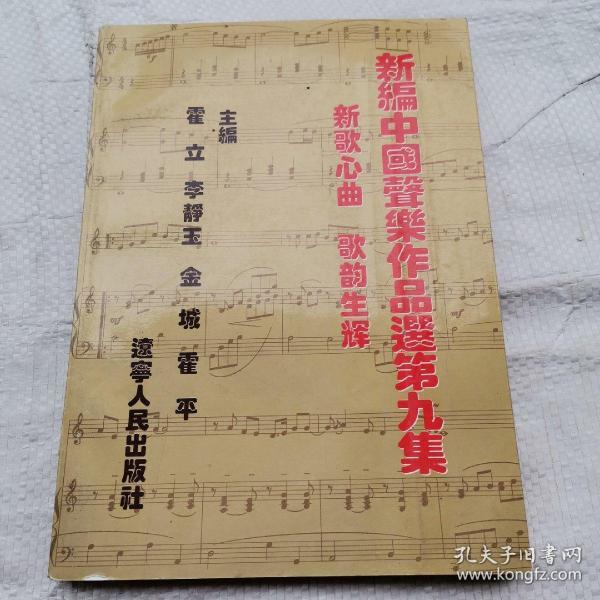 新編中國聲樂作品選第九集
新歌心曲 歌韵生辉
主编
霍立 李靜玉 金城 霍平
遼寧人民出版社
孔夫子旧书网
www.kongfz.com